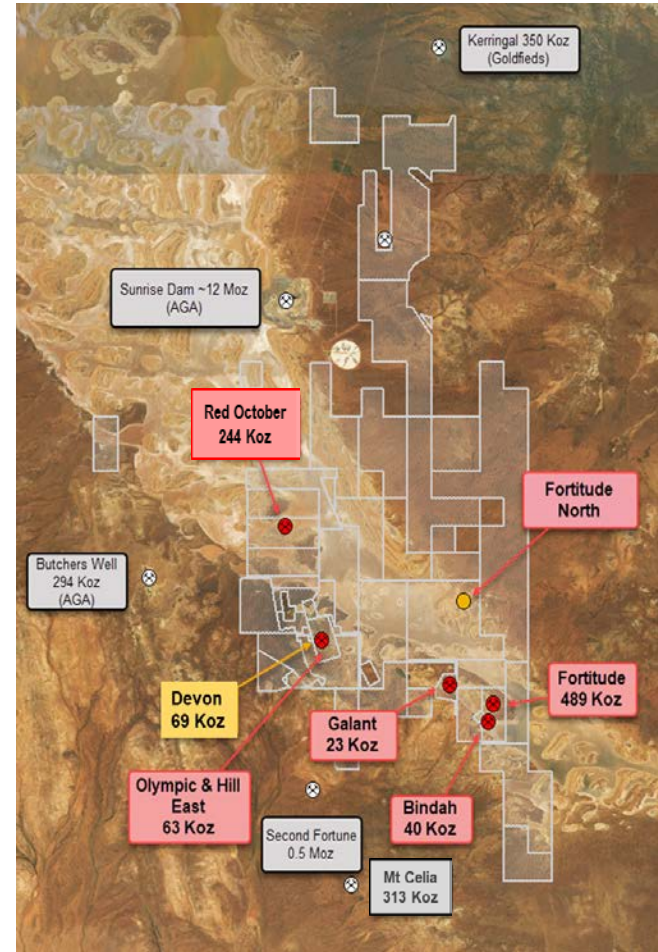 Kerringal 350 Koz
(Goldfieds)
Sunrise Dam ~12 Moz
(AGA)
Red October
244 Koz
Fortitude
North
Butchers Well
294 Koz
(AGA)
Devon
69 Koz
Galant
23 Koz
Fortitude
489 Koz
Olympic & Hill
East
63 Koz
Bindah
40 Koz
Second Fortune
0.5 Moz
Mt Celia
313 Koz